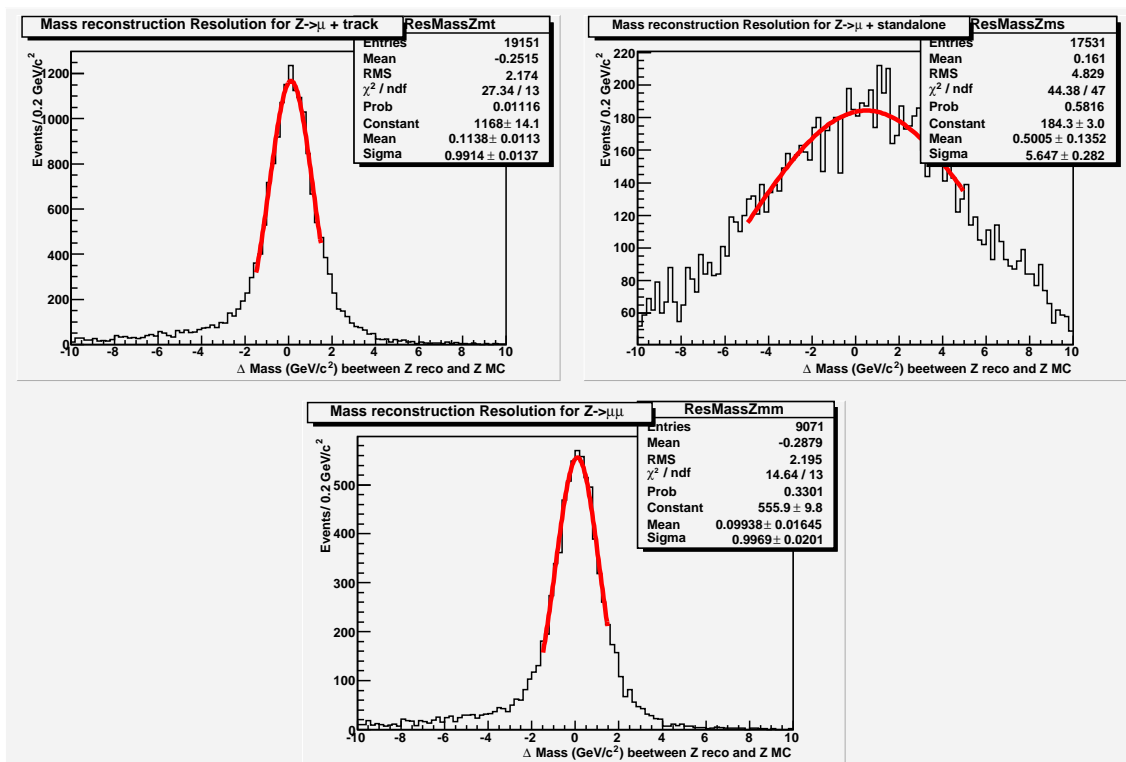 Mass reconstruction Resolution for Z->μ + track
ResMassZmt
Entries 19151
Mean -0.2515
RMS 2.174
χ² / ndf 27.34 / 13
Prob 0.01116
Constant 1168 ± 14.1
Mean 0.1138 ± 0.0113
Sigma 0.9914 ± 0.0137
Events/ 0.2 GeV/c²
1200
1000
800
600
400
200
0
-10 -8 -6 -4 -2 0 2 4 6 8 10
Δ Mass (GeV/c²) beetween Z reco and Z MC
Mass reconstruction Resolution for Z->μ + standalone
ResMassZms
Entries 17531
Mean 0.161
RMS 4.829
χ² / ndf 44.38 / 47
Prob 0.5816
Constant 184.3 ± 3.0
Mean 0.5005 ± 0.1352
Sigma 5.647 ± 0.282
Events/ 0.2 GeV/c²
220
200
180
160
140
120
100
80
60
-10 -8 -6 -4 -2 0 2 4 6 8 10
Δ Mass (GeV/c²) beetween Z reco and Z MC
Mass reconstruction Resolution for Z->μμ
ResMassZmm
Entries 9071
Mean -0.2879
RMS 2.195
χ² / ndf 14.64 / 13
Prob 0.3301
Constant 555.9 ± 9.8
Mean 0.09938 ± 0.01645
Sigma 0.9969 ± 0.0201
Events/ 0.2 GeV/c²
500
400
300
200
100
0
-10 -8 -6 -4 -2 0 2 4 6 8 10
Δ Mass (GeV/c²) beetween Z reco and Z MC